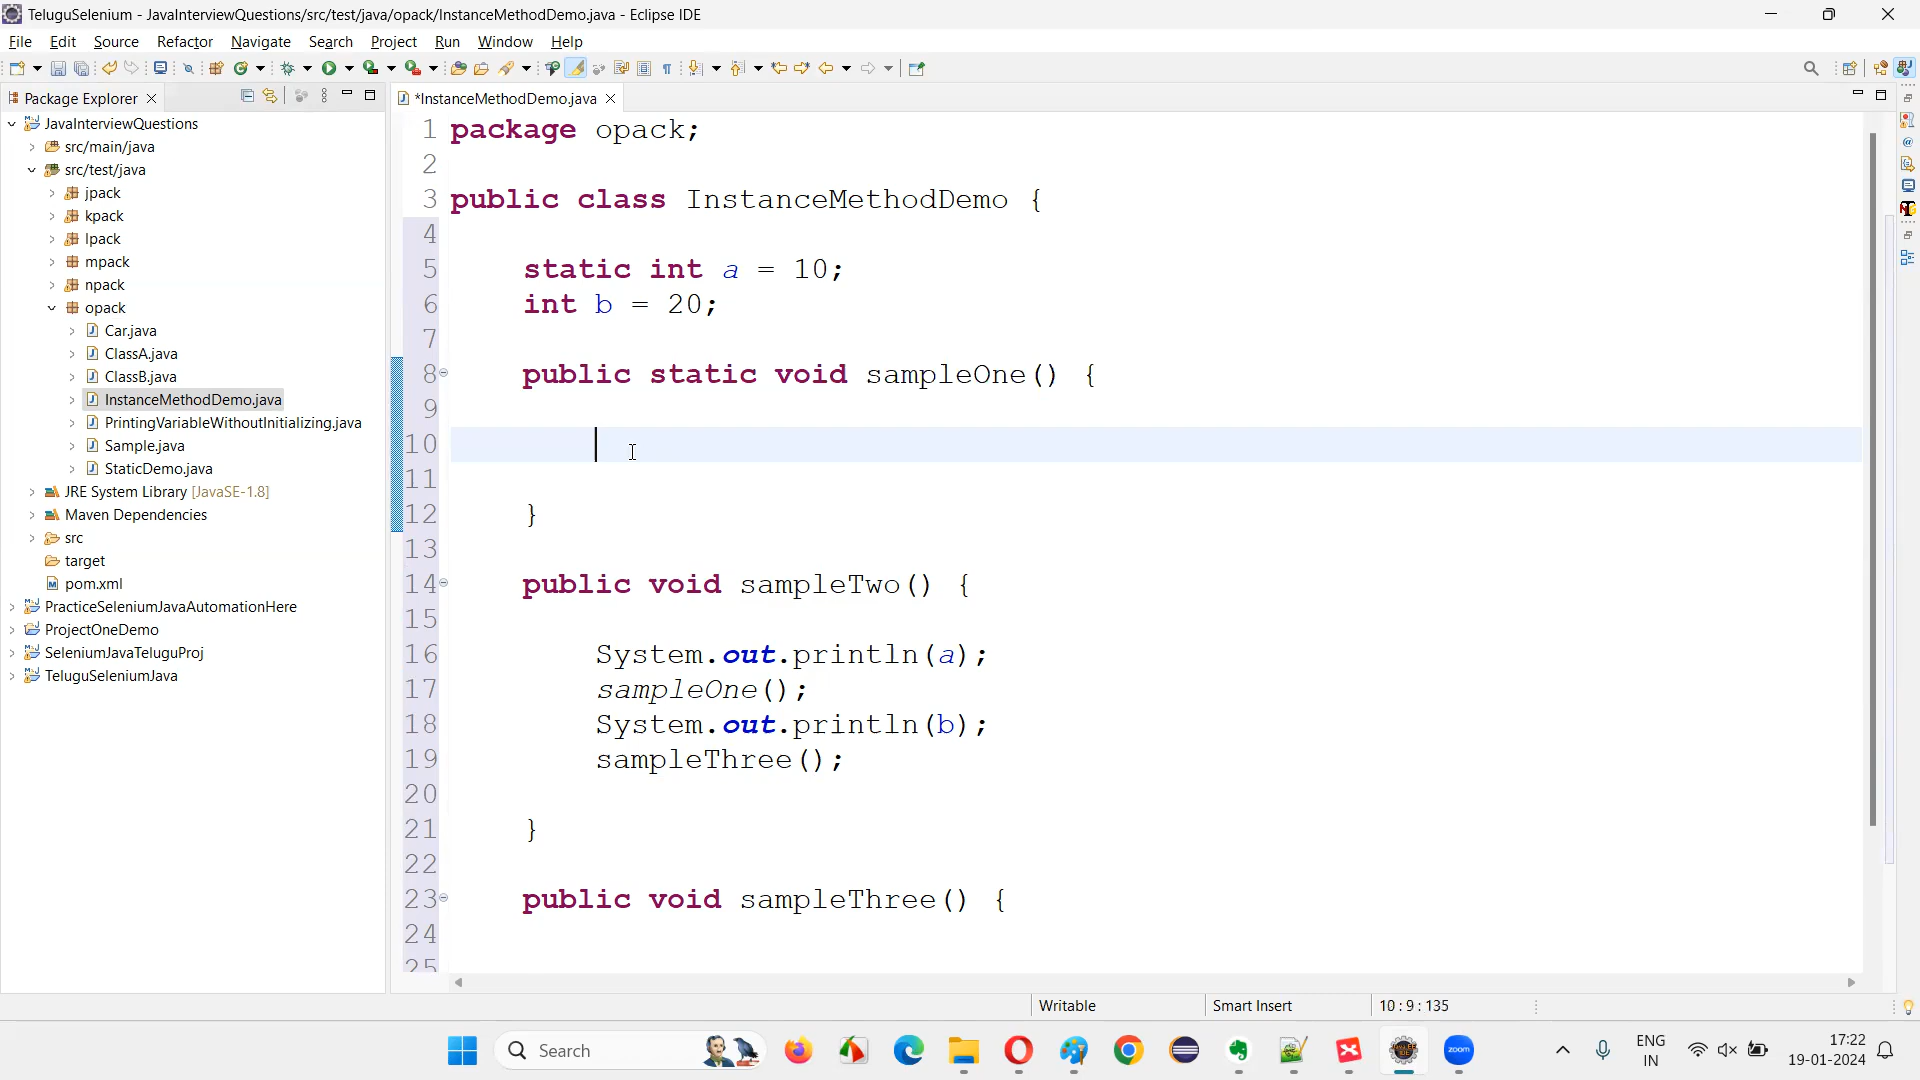 TeluguSelenium - JavaInterviewQuestions/src/test/java/opack/InstanceMethodDemo.java - Eclipse IDE
File Edit Source Refactor Navigate Search Project Run Window Help
Package Explorer
*InstanceMethodDemo.java
JavaInterviewQuestions
src/main/java
src/test/java
jpack
kpack
lpack
mpack
npack
opack
Car.java
ClassA.java
ClassB.java
InstanceMethodDemo.java
PrintingVariableWithoutInitializing.java
Sample.java
StaticDemo.java
JRE System Library [JavaSE-1.8]
Maven Dependencies
src
target
pom.xml
PracticeSeleniumJavaAutomationHere
ProjectOneDemo
SeleniumJavaTeluguProj
TeluguSeleniumJava
1 package opack;
2
3 public class InstanceMethodDemo {
4
5 static int a = 10;
6 int b = 20;
7
8 public static void sampleOne() {
9
10
11
12 }
13
14 public void sampleTwo() {
15
16 System.out.println(a);
17 sampleOne();
18 System.out.println(b);
19 sampleThree();
20
21 }
22
23 public void sampleThree() {
24
25
Writable Smart Insert 10 : 9 : 135
Search
zoom
ENG
IN
17:22
19-01-2024